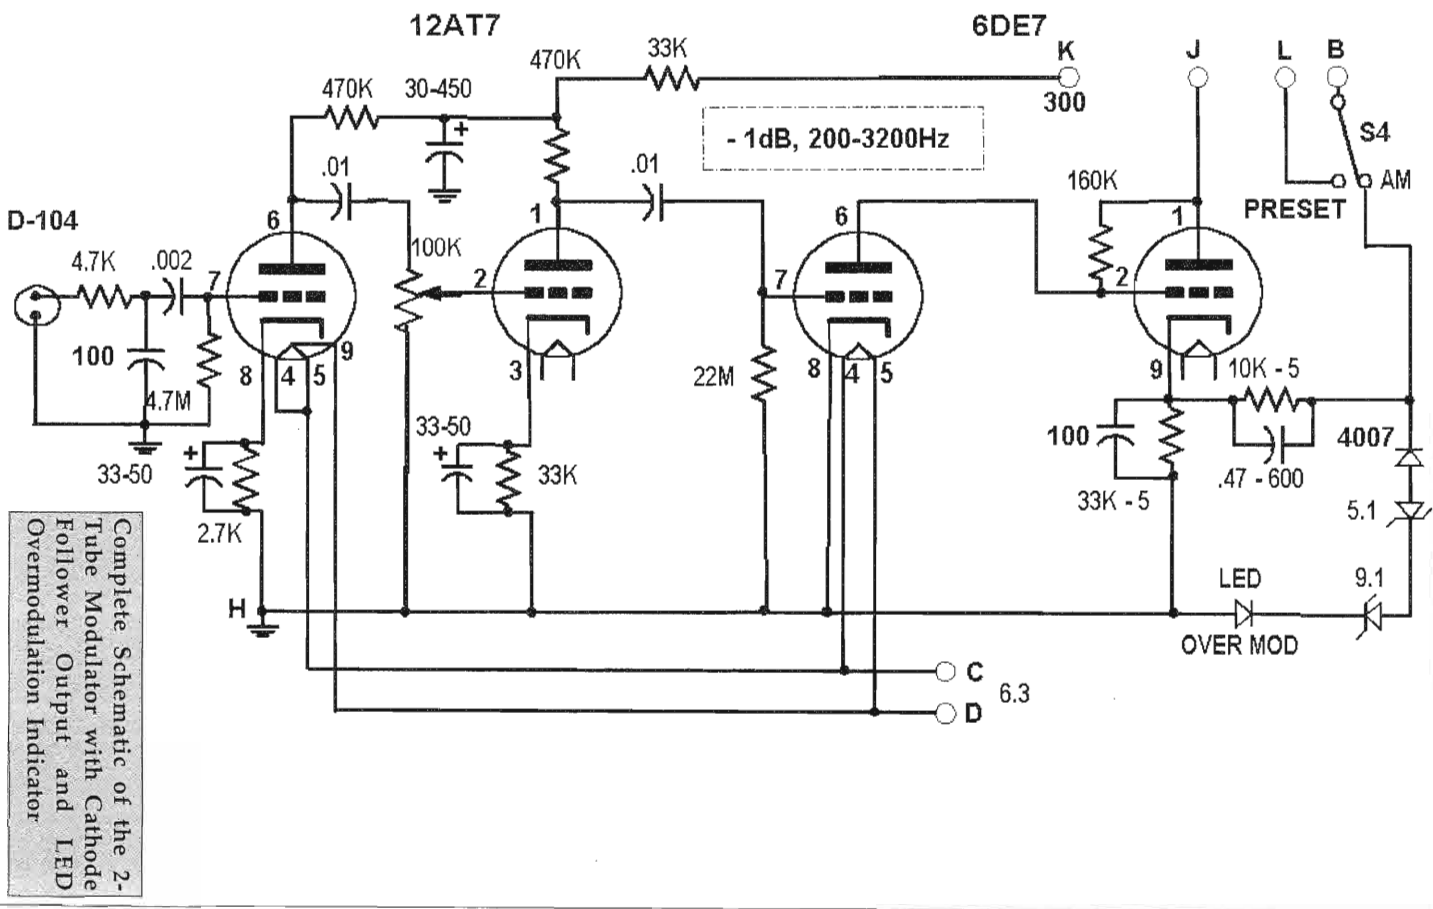 12AT7
6DE7
K
J
L
B
33K
470K
300
470K
30-450
+
S4
- 1dB, 200-3200Hz
.01
.01
160K
AM
PRESET
D-104
6
1
6
1
100K
4.7K
.002
7
2
7
2
100
9
8
4
5
3
22M
8
4
5
9
10K - 5
4.7M
33-50
+
100
4007
+
33-50
33K
.47 - 600
33K - 5
5.1
2.7K
LED
9.1
H
OVER MOD
C
6.3
D
Complete Schematic of the 2-
Tube Modulator with Cathode
Follower Output and LED
Overmodulation Indicator